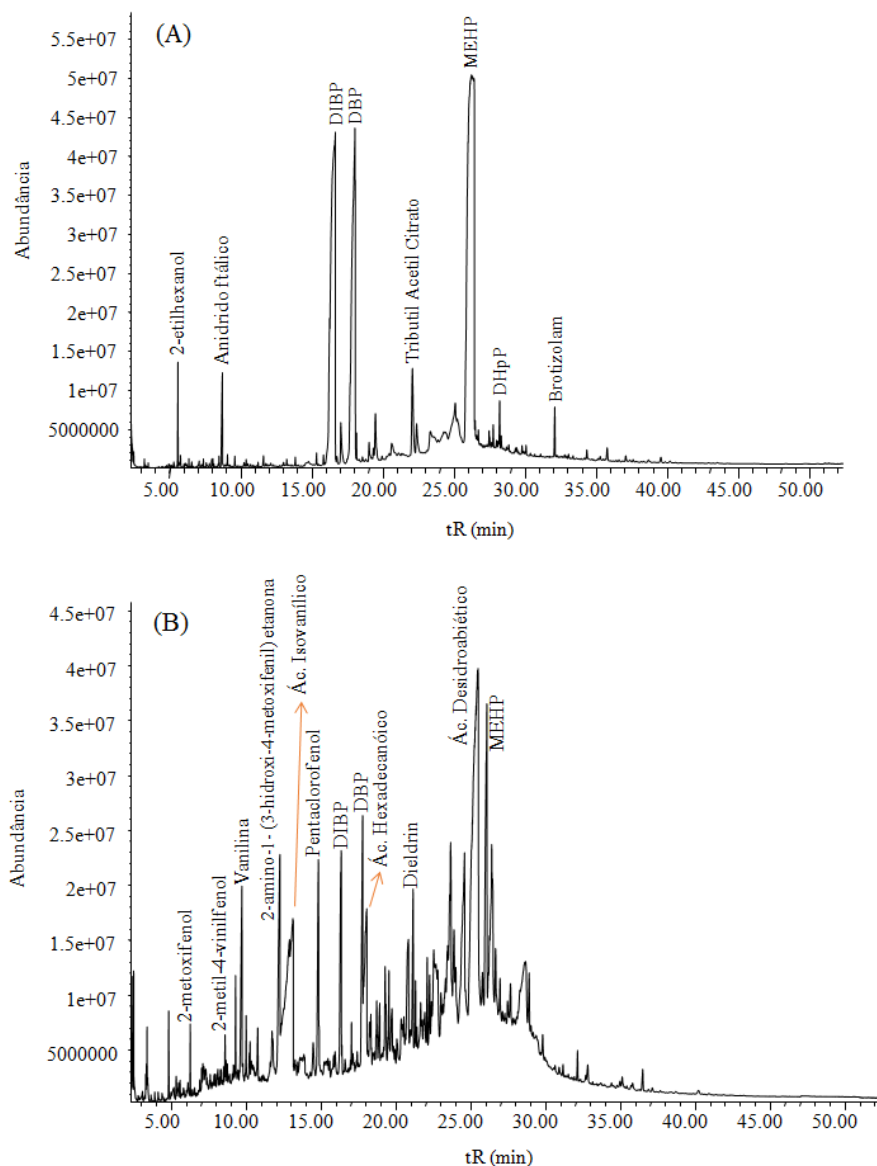 (A)
Abundância
5.5e+07
5e+07
4.5e+07
4e+07
3.5e+07
3e+07
2.5e+07
2e+07
1.5e+07
1e+07
5000000
2-etilhexanol
Anidrido ftálico
DIBP
DBP
Tributil Acetil Citrato
MEHP
DHpP
Brotizolam
5.00 10.00 15.00 20.00 25.00 30.00 35.00 40.00 45.00 50.00
tR (min)
(B)
Abundância
4.5e+07
4e+07
3.5e+07
3e+07
2.5e+07
2e+07
1.5e+07
1e+07
5000000
2-metoxifenol
2-metil-4-vinilfenol
Vanilina
2-amino-1-(3-hidroxi-4-metoxifenil) etanona
Ác. Isovanílico
Pentaclorofenol
DIBP
DBP
Ác. Hexadecanóico
Dieldrin
Ác. Desidroabiético
MEHP
5.00 10.00 15.00 20.00 25.00 30.00 35.00 40.00 45.00 50.00
tR (min)